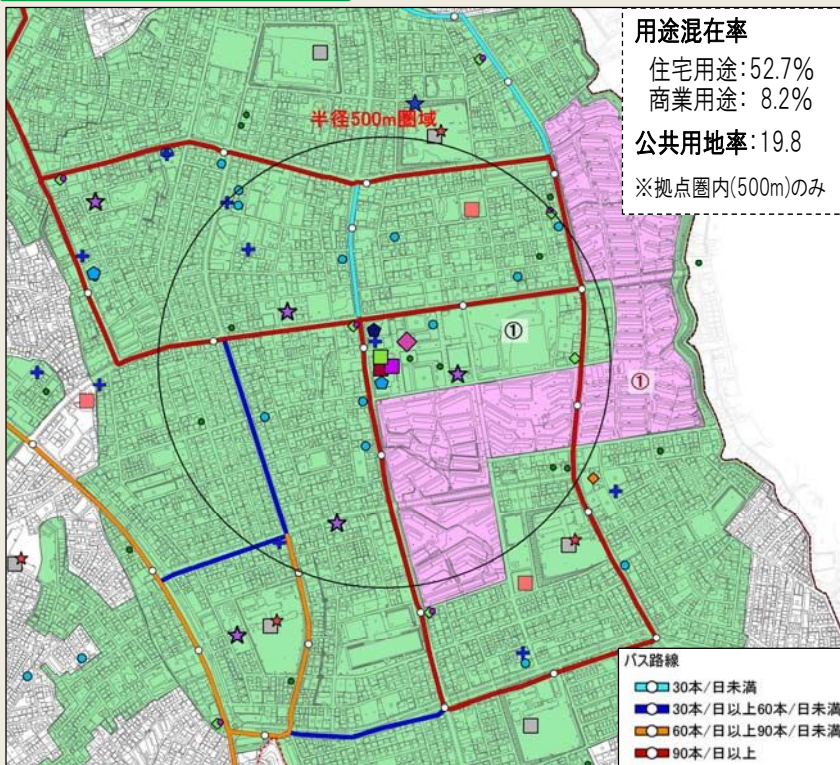 用途混在率
住宅用途:52.7%
商業用途: 8.2%
公共用地率:19.8
※拠点圏内(500m)のみ
半径500m圏域
①
①
バス路線
30本/日未満
30本/日以上60本/日未満
60本/日以上90本/日未満
90本/日以上